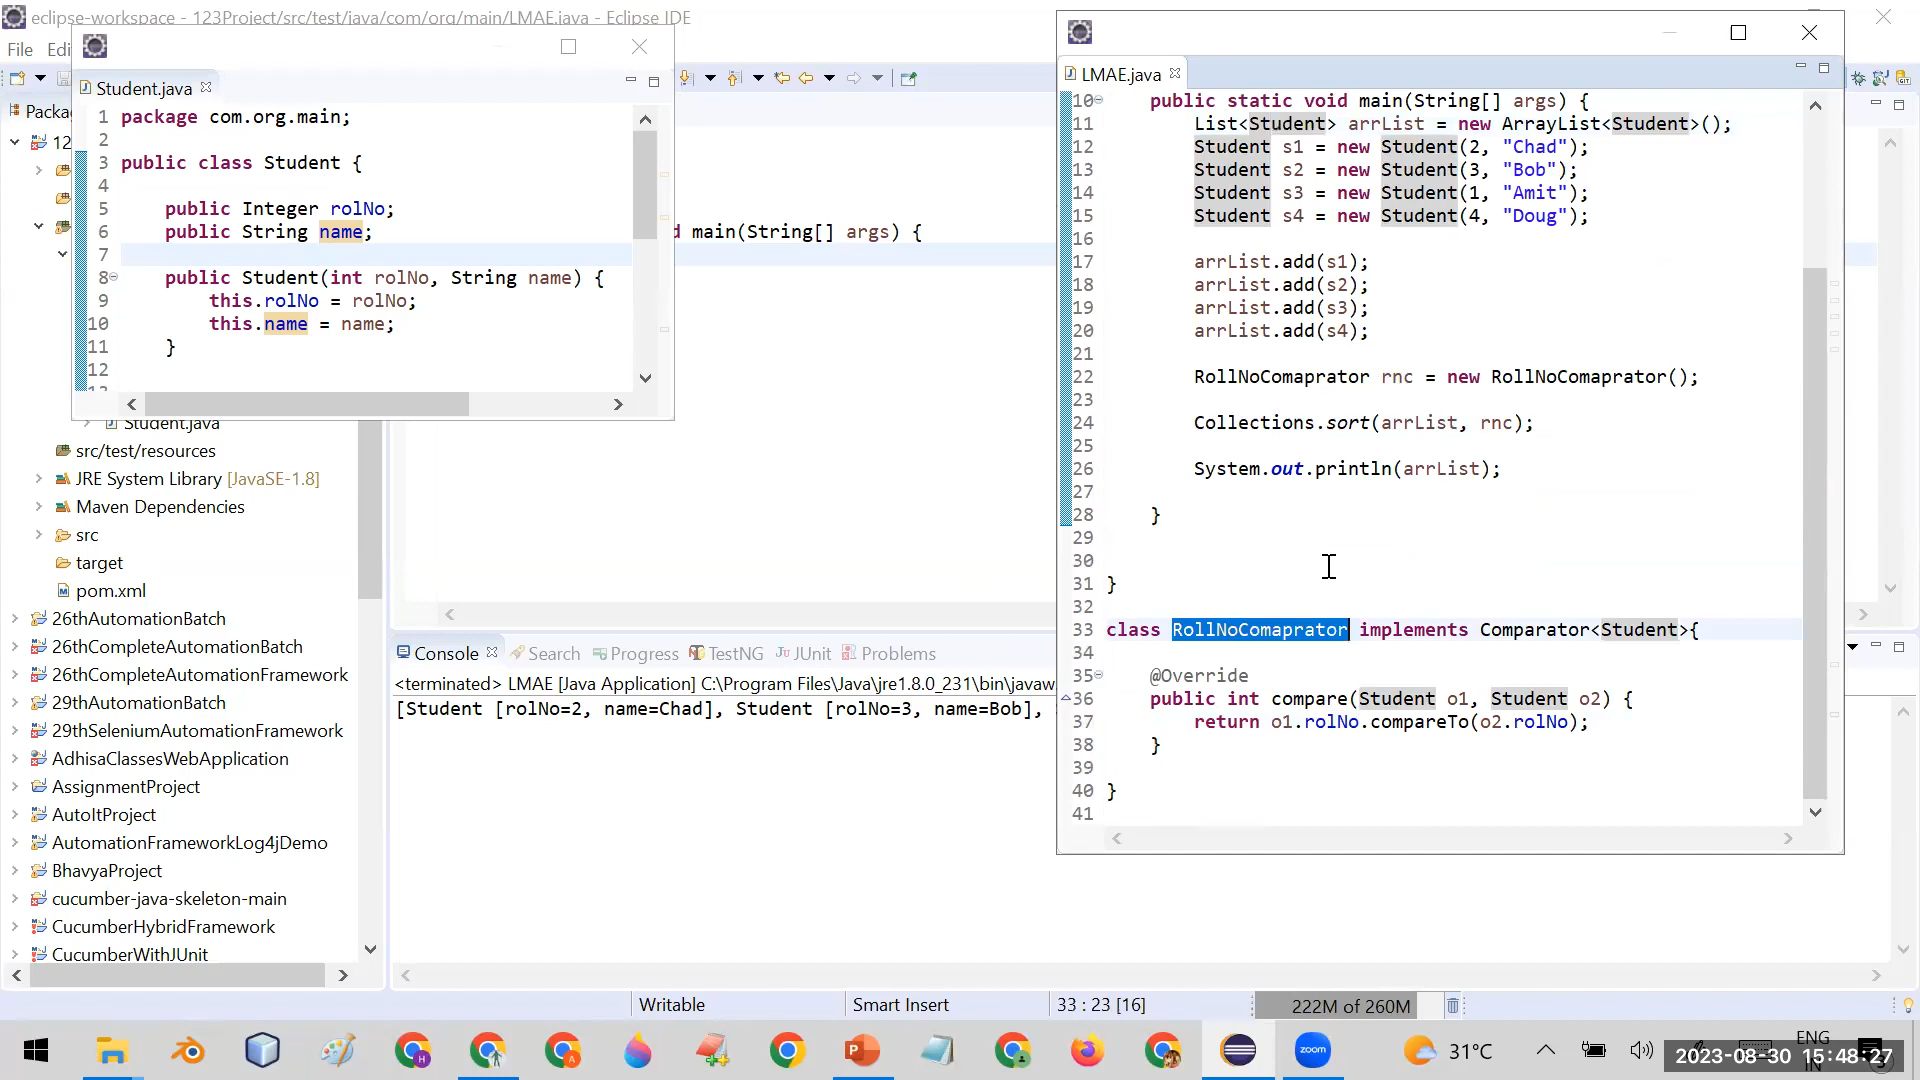 eclipse-workspace - 123Project/src/test/java/com/org/main/LMAE.java - Eclipse IDE
File Edi
Student.java
1 package com.org.main;
2
3 public class Student {
4
5 public Integer rolNo;
6 public String name;
7
8 public Student(int rolNo, String name) {
9 this.rolNo = rolNo;
10 this.name = name;
11 }
12
main(String[] args) {
Packa
12
Student.java
src/test/resources
JRE System Library [JavaSE-1.8]
Maven Dependencies
src
target
pom.xml
26thAutomationBatch
26thCompleteAutomationBatch
26thCompleteAutomationFramework
29thAutomationBatch
29thSeleniumAutomationFramework
AdhisaClassesWebApplication
AssignmentProject
AutoItProject
AutomationFrameworkLog4jDemo
BhavyaProject
cucumber-java-skeleton-main
CucumberHybridFramework
CucumberWithJUnit
LMAE.java
10 public static void main(String[] args) {
11 List<Student> arrList = new ArrayList<Student>();
12 Student s1 = new Student(2, "Chad");
13 Student s2 = new Student(3, "Bob");
14 Student s3 = new Student(1, "Amit");
15 Student s4 = new Student(4, "Doug");
16
17 arrList.add(s1);
18 arrList.add(s2);
19 arrList.add(s3);
20 arrList.add(s4);
21
22 RollNoComaprator rnc = new RollNoComaprator();
23
24 Collections.sort(arrList, rnc);
25
26 System.out.println(arrList);
27
28 }
29
30
31 }
32
33 class RollNoComaprator implements Comparator<Student>{
34
35 @Override
36 public int compare(Student o1, Student o2) {
37 return o1.rolNo.compareTo(o2.rolNo);
38 }
39
40 }
41
Console Search Progress TestNG JUnit Problems
<terminated> LMAE [Java Application] C:\Program Files\Java\jre1.8.0_231\bin\javaw
[Student [rolNo=2, name=Chad], Student [rolNo=3, name=Bob],
Writable Smart Insert 33 : 23 [16] 222M of 260M
zoom 31°C ENG
2023-08-30 15:48:27